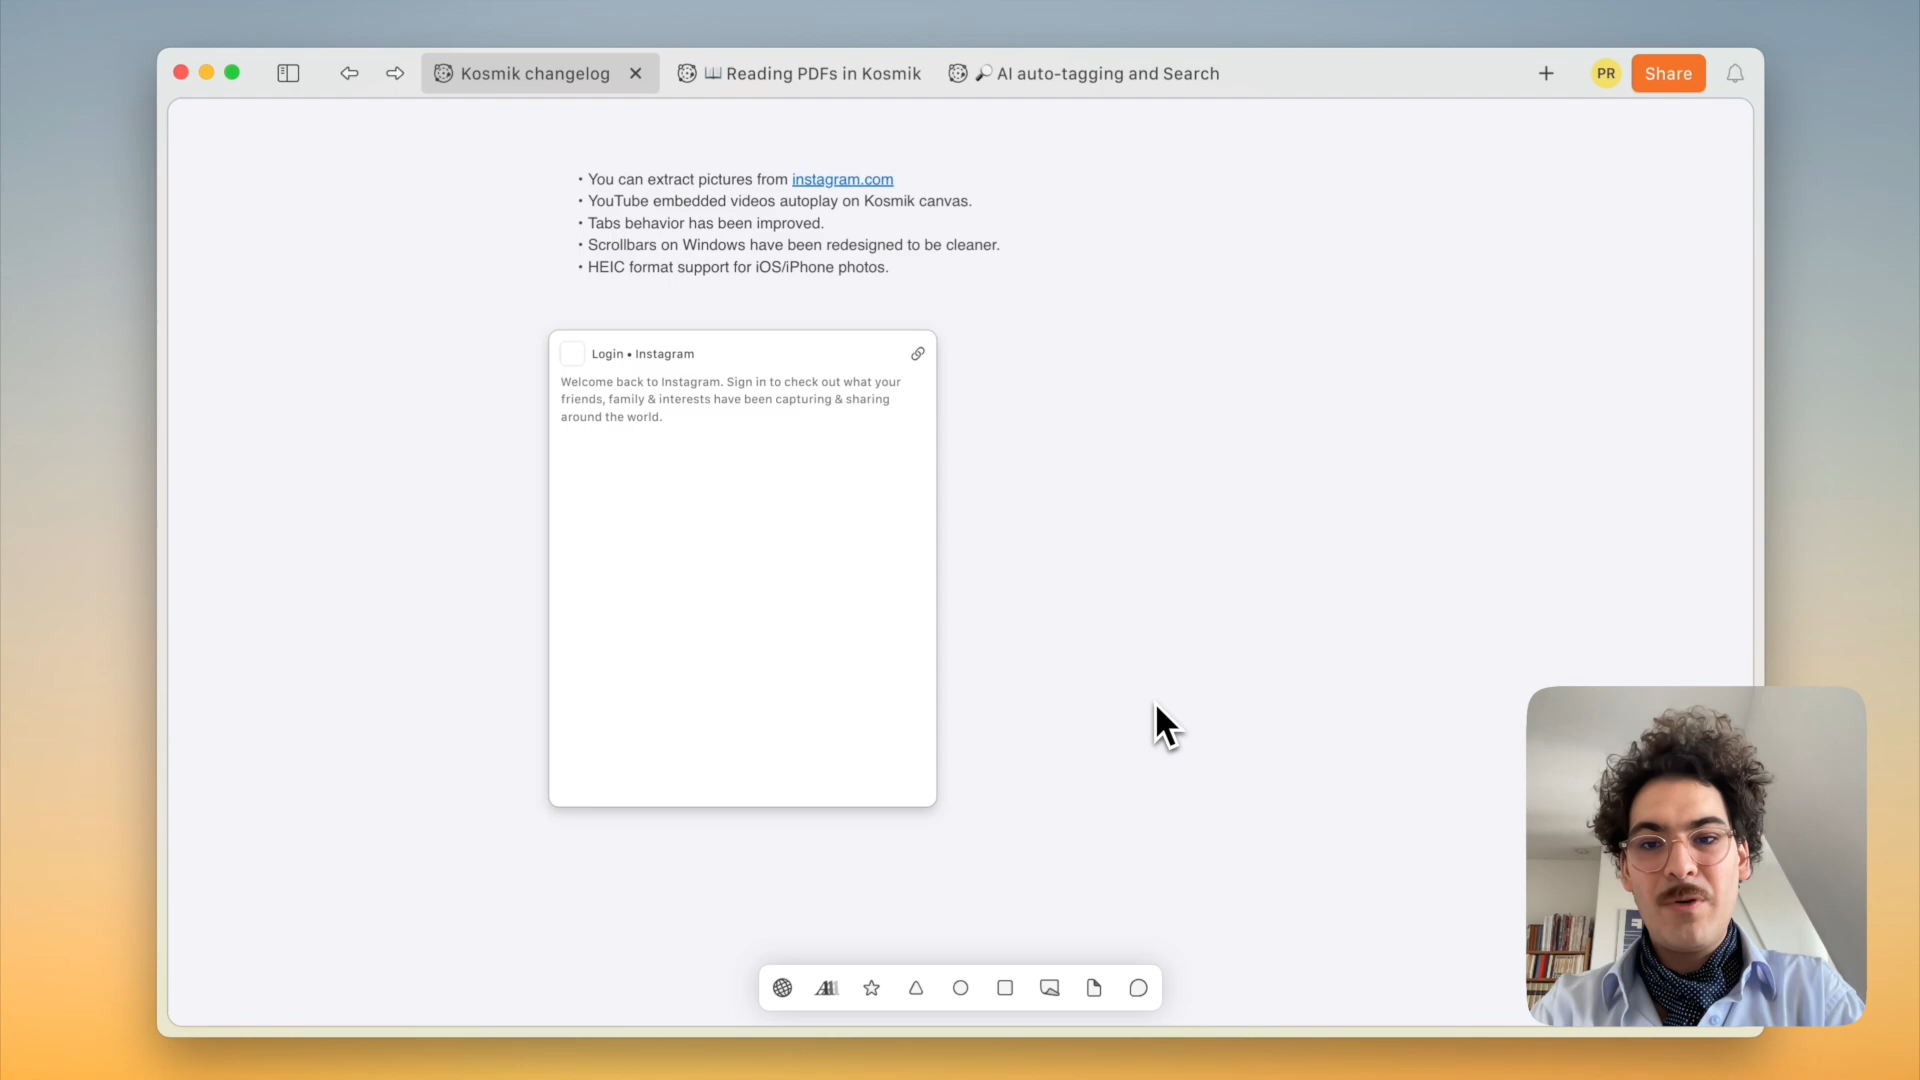 Kosmik changelog
Reading PDFs in Kosmik
AI auto-tagging and Search
PR
Share
• You can extract pictures from instagram.com
• YouTube embedded videos autoplay on Kosmik canvas.
• Tabs behavior has been improved.
• Scrollbars on Windows have been redesigned to be cleaner.
• HEIC format support for iOS/iPhone photos.
Login • Instagram
Welcome back to Instagram. Sign in to check out what your
friends, family & interests have been capturing & sharing
around the world.